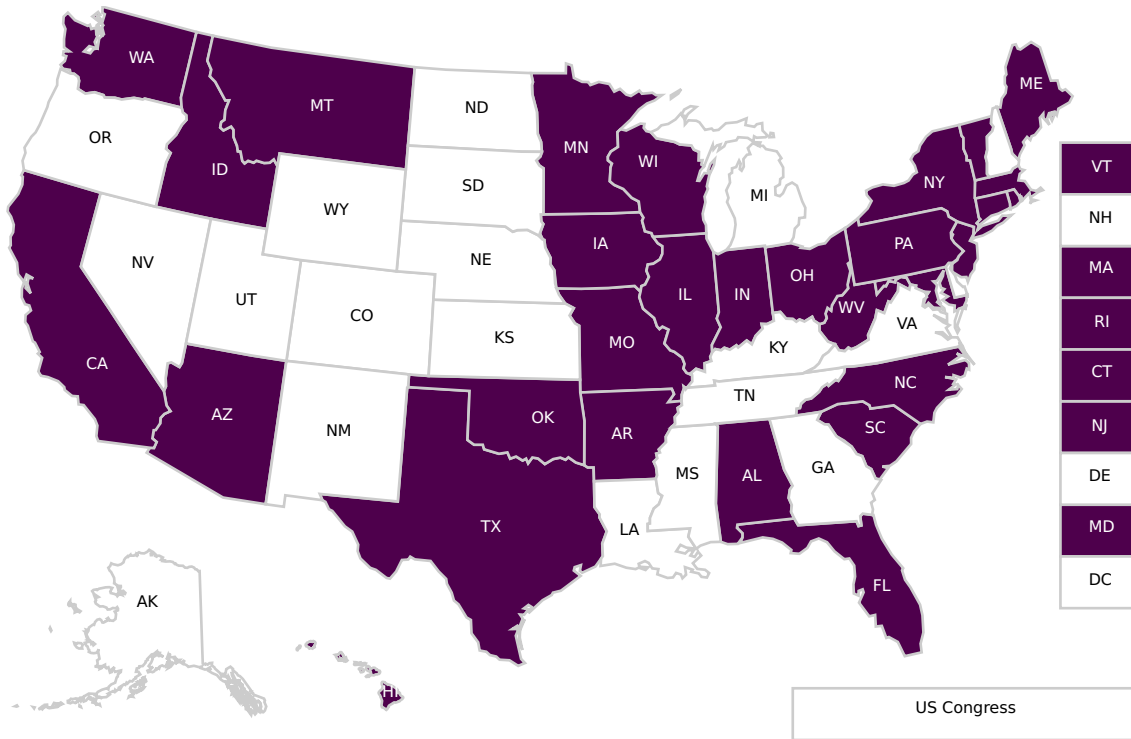 WA
ME
MT
ND
OR
MN
VT
WI
ID
SD
NY
MI
WY
NH
IA
PA
NE
NV
MA
OH
UT
IL
IN
WV
CO
RI
VA
KS
MO
KY
CA
CT
NC
TN
AZ
OK
NJ
NM
AR
SC
GA
MS
AL
DE
TX
MD
LA
DC
FL
AK
HI
US Congress